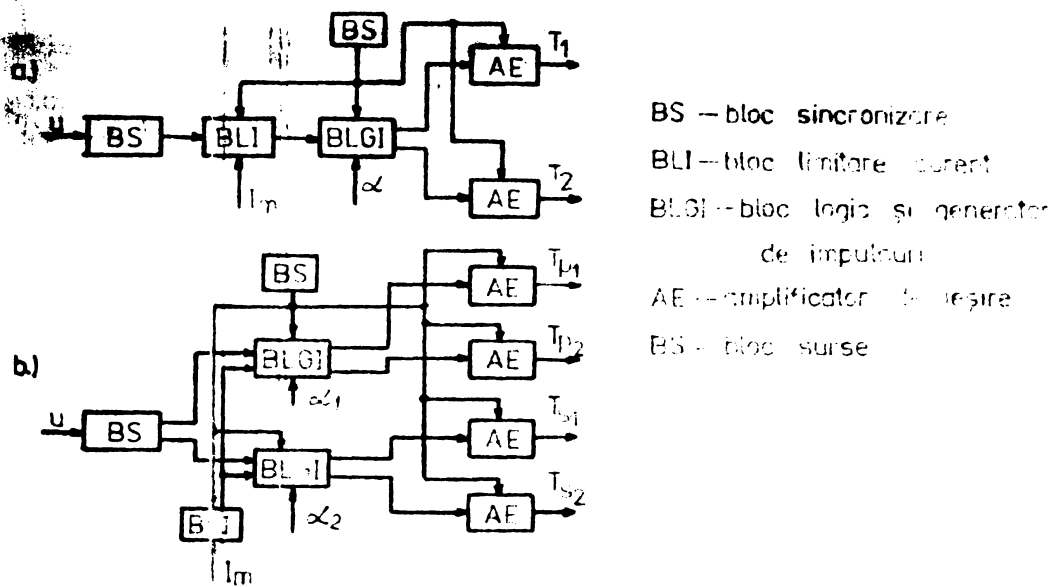 a.)
BS
AE
T1
u
BS
BLI
BLGI
Im
α
AE
T2
BS – bloc sincronizare
BLI – bloc limitare curent
BLGI – bloc logic și generator
de impulsuri
AE – amplificator de ieșire
BS – bloc surse
b.)
BS
AE
Tp1
BLGI
AE
Tp2
α1
u
BS
AE
Ts1
BLGI
AE
Ts2
α2
BLI
Im